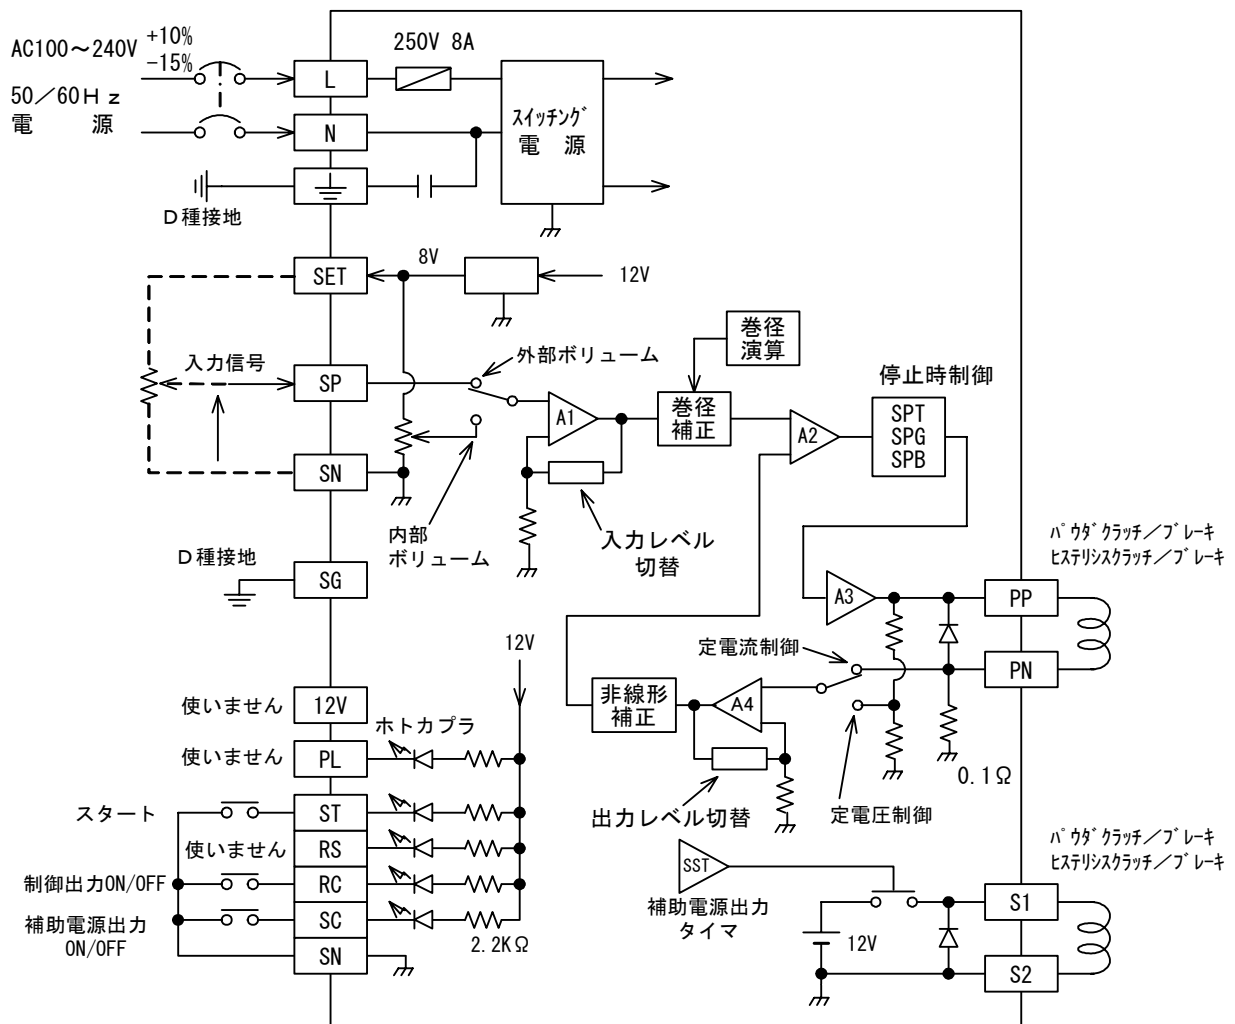 AC100～240V +10%
−15%
50／60Ｈｚ
電　源
250V 8A
L
N
スイッチング
電　源
Ｄ種接地
SET
8V
12V
入力信号
SP
外部ボリューム
A1
巻径
演算
巻径
補正
A2
停止時制御
SPT
SPG
SPB
SN
内部
ボリューム
入力レベル
切替
Ｄ種接地
SG
パウダクラッチ／ブレーキ
ヒステリシスクラッチ／ブレーキ
A3
PP
PN
定電流制御
非線形
補正
A4
0.1Ω
出力レベル切替
定電圧制御
12V
使いません
12V
ホトカプラ
使いません
PL
スタート
ST
使いません
RS
制御出力ON/OFF
RC
補助電源出力
ON/OFF
SC
2.2KΩ
SN
SST
補助電源出力
タイマ
12V
パウダクラッチ／ブレーキ
ヒステリシスクラッチ／ブレーキ
S1
S2